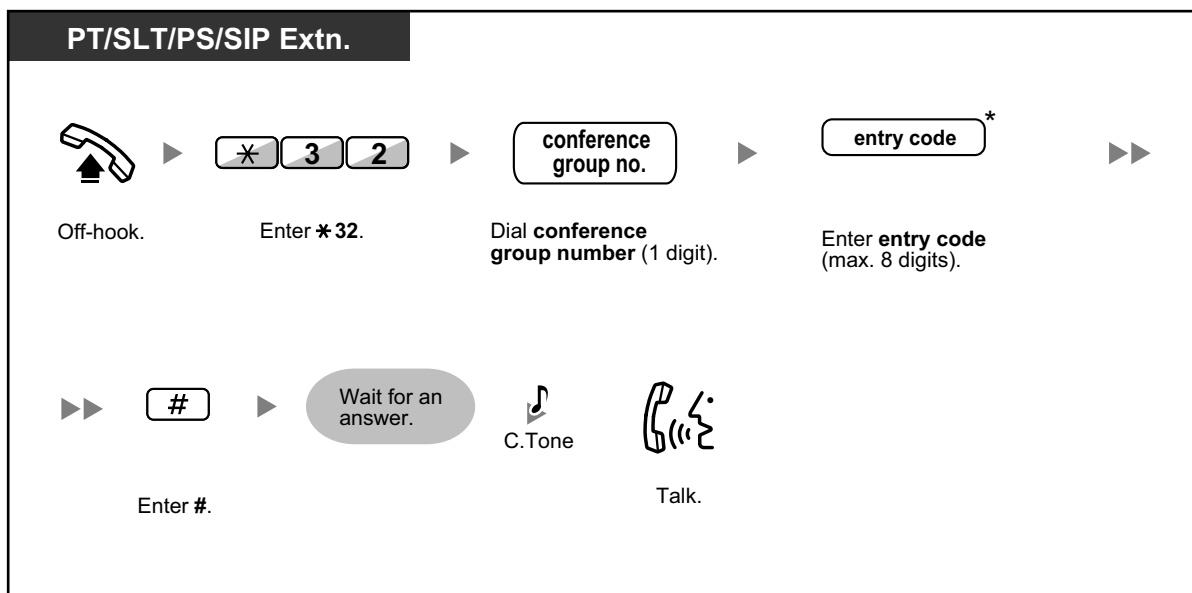 PT/SLT/PS/SIP Extn.
* 3 2
conference
group no.
entry code *
Off-hook.
Enter * 32.
Dial conference
group number (1 digit).
Enter entry code
(max. 8 digits).
#
Wait for an
answer.
C.Tone
Enter #.
Talk.